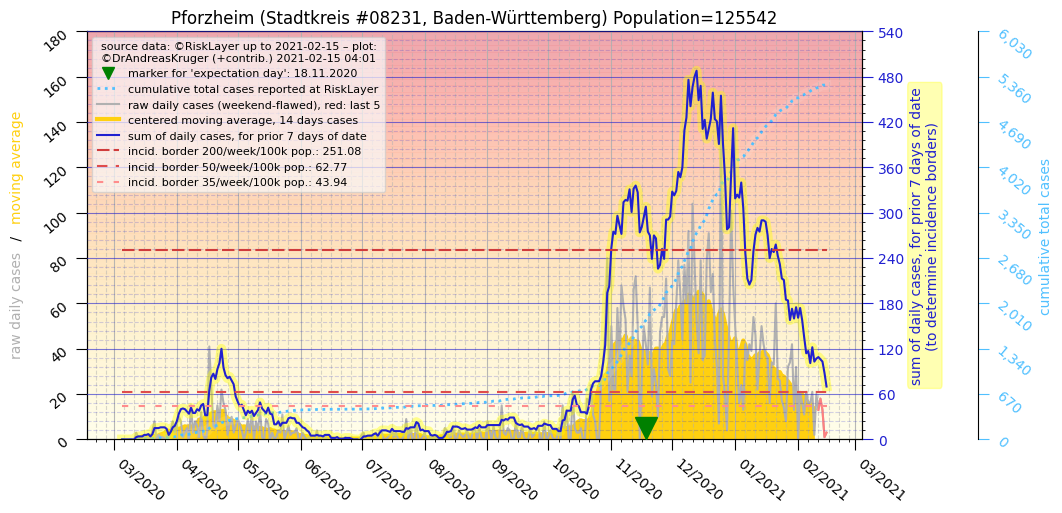 Pforzheim (Stadtkreis #08231, Baden-Württemberg) Population=125542
source data: ©RiskLayer up to 2021-02-15 – plot:
©DrAndreasKruger (+contrib.) 2021-02-15 04:01
marker for 'expectation day': 18.11.2020
cumulative total cases reported at RiskLayer
raw daily cases (weekend-flawed), red: last 5
centered moving average, 14 days cases
sum of daily cases, for prior 7 days of date
incid. border 200/week/100k pop.: 251.08
incid. border 50/week/100k pop.: 62.77
incid. border 35/week/100k pop.: 43.94
raw daily cases / moving average
180
160
140
120
100
80
60
40
20
0
03/2020
04/2020
05/2020
06/2020
07/2020
08/2020
09/2020
10/2020
11/2020
12/2020
01/2021
02/2021
03/2021
540
480
420
360
300
240
180
120
60
0
sum of daily cases, for prior 7 days of date
(to determine incidence borders)
6,030
5,360
4,690
4,020
3,350
2,680
2,010
1,340
670
0
cumulative total cases